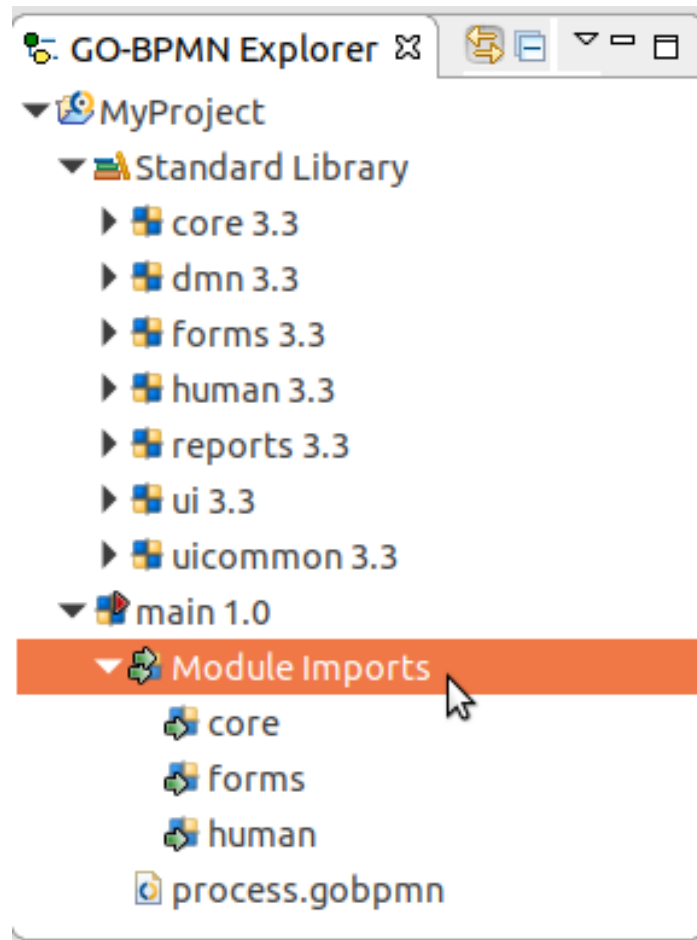 GO-BPMN Explorer
MyProject
Standard Library
core 3.3
dmn 3.3
forms 3.3
human 3.3
reports 3.3
ui 3.3
uicommon 3.3
main 1.0
Module Imports
core
forms
human
process.gobpmn